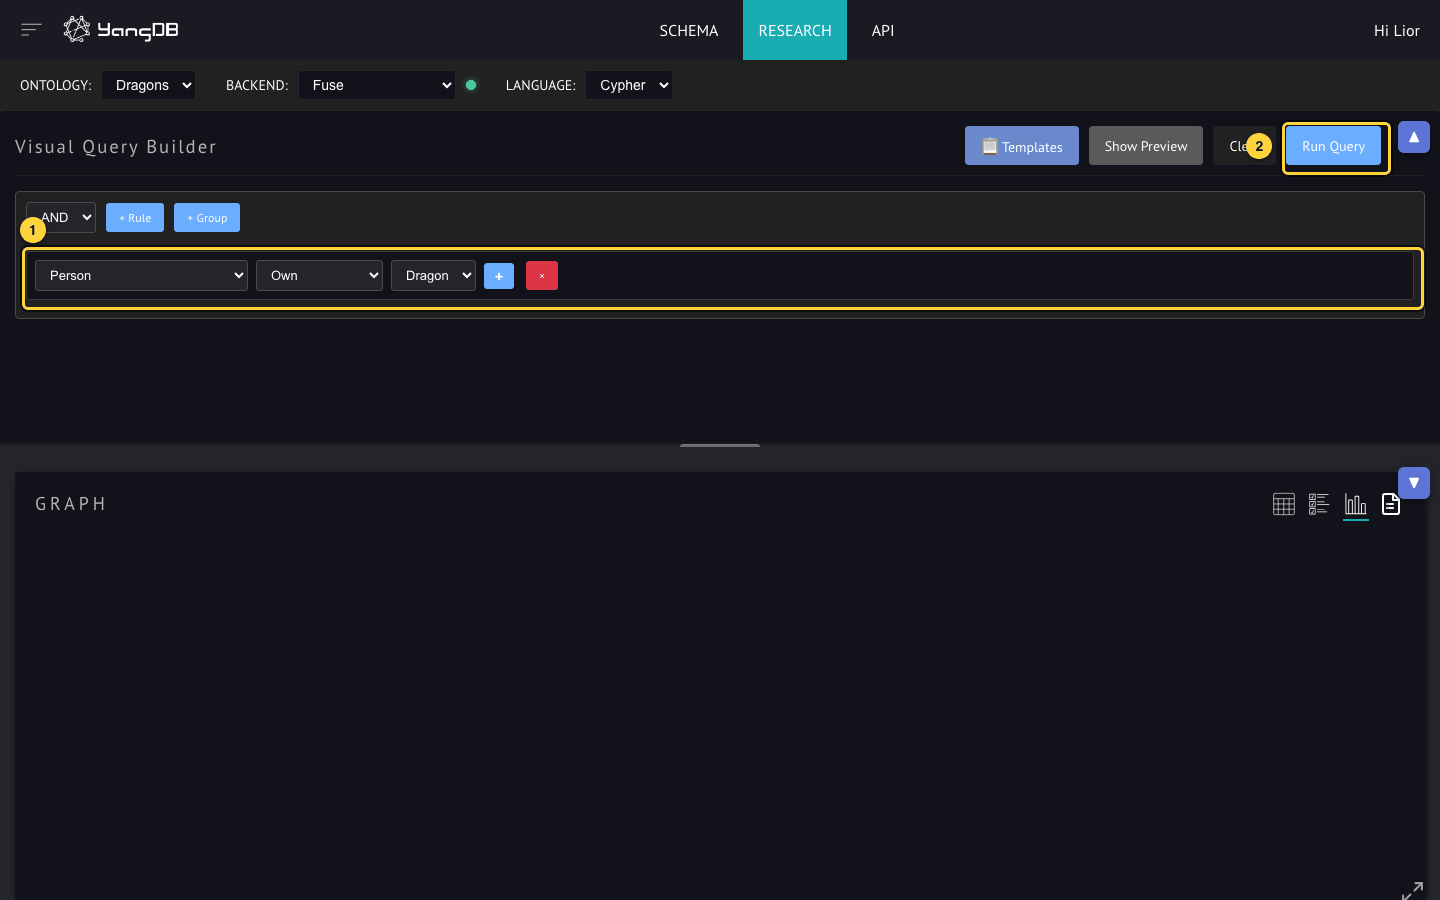 YangDB
SCHEMA
RESEARCH
API
Hi Lior
ONTOLOGY:
Dragons
BACKEND:
Fuse
LANGUAGE:
Cypher
Visual Query Builder
Templates
Show Preview
2
Run Query
▲
AND
+ Rule
+ Group
1
Person
Own
Dragon
+
×
GRAPH
▼